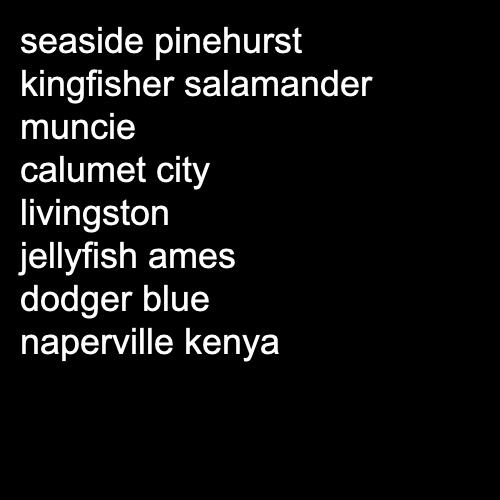 seaside pinehurst
kingfisher salamander
muncie
calumet city
livingston
jellyfish ames
dodger blue
naperville kenya